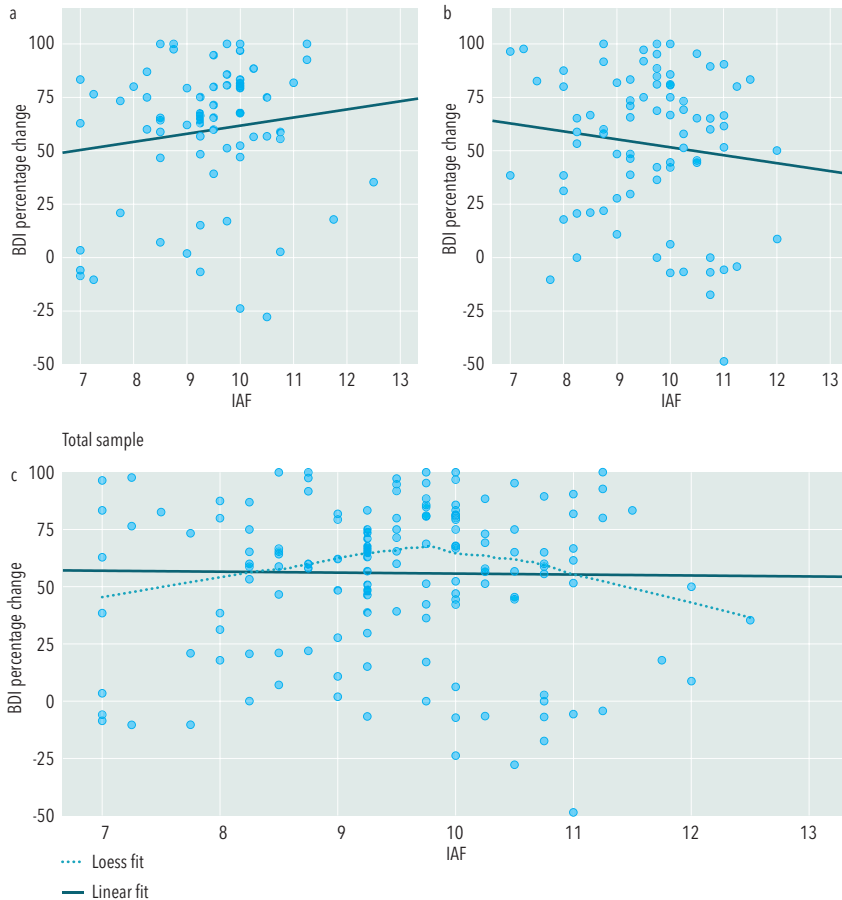 a
BDI percentage change
100
75
50
25
0
-25
-50
7 8 9 10 11 12 13
IAF
b
BDI percentage change
100
75
50
25
0
-25
-50
7 8 9 10 11 12 13
IAF
Total sample
c
BDI percentage change
100
75
50
25
0
-25
-50
7 8 9 10 11 12 13
IAF
Loess fit
Linear fit